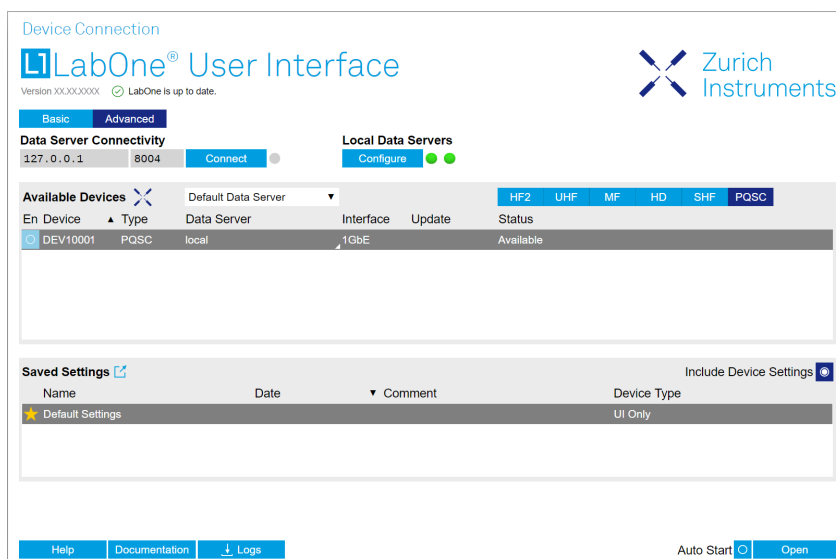 Device Connection
L1 LabOne® User Interface
Zurich
Instruments
Version XX.XX.XXXX LabOne is up to date.
Basic Advanced
Data Server Connectivity Local Data Servers
127.0.0.1 8004 Connect Configure
Available Devices Default Data Server ▼ HF2 UHF MF HD SHF PQSC
En Device ▲ Type Data Server Interface Update Status
DEV10001 PQSC local 1GbE Available
Saved Settings Include Device Settings
Name Date ▼ Comment Device Type
Default Settings UI Only
Help Documentation Logs Auto Start Open